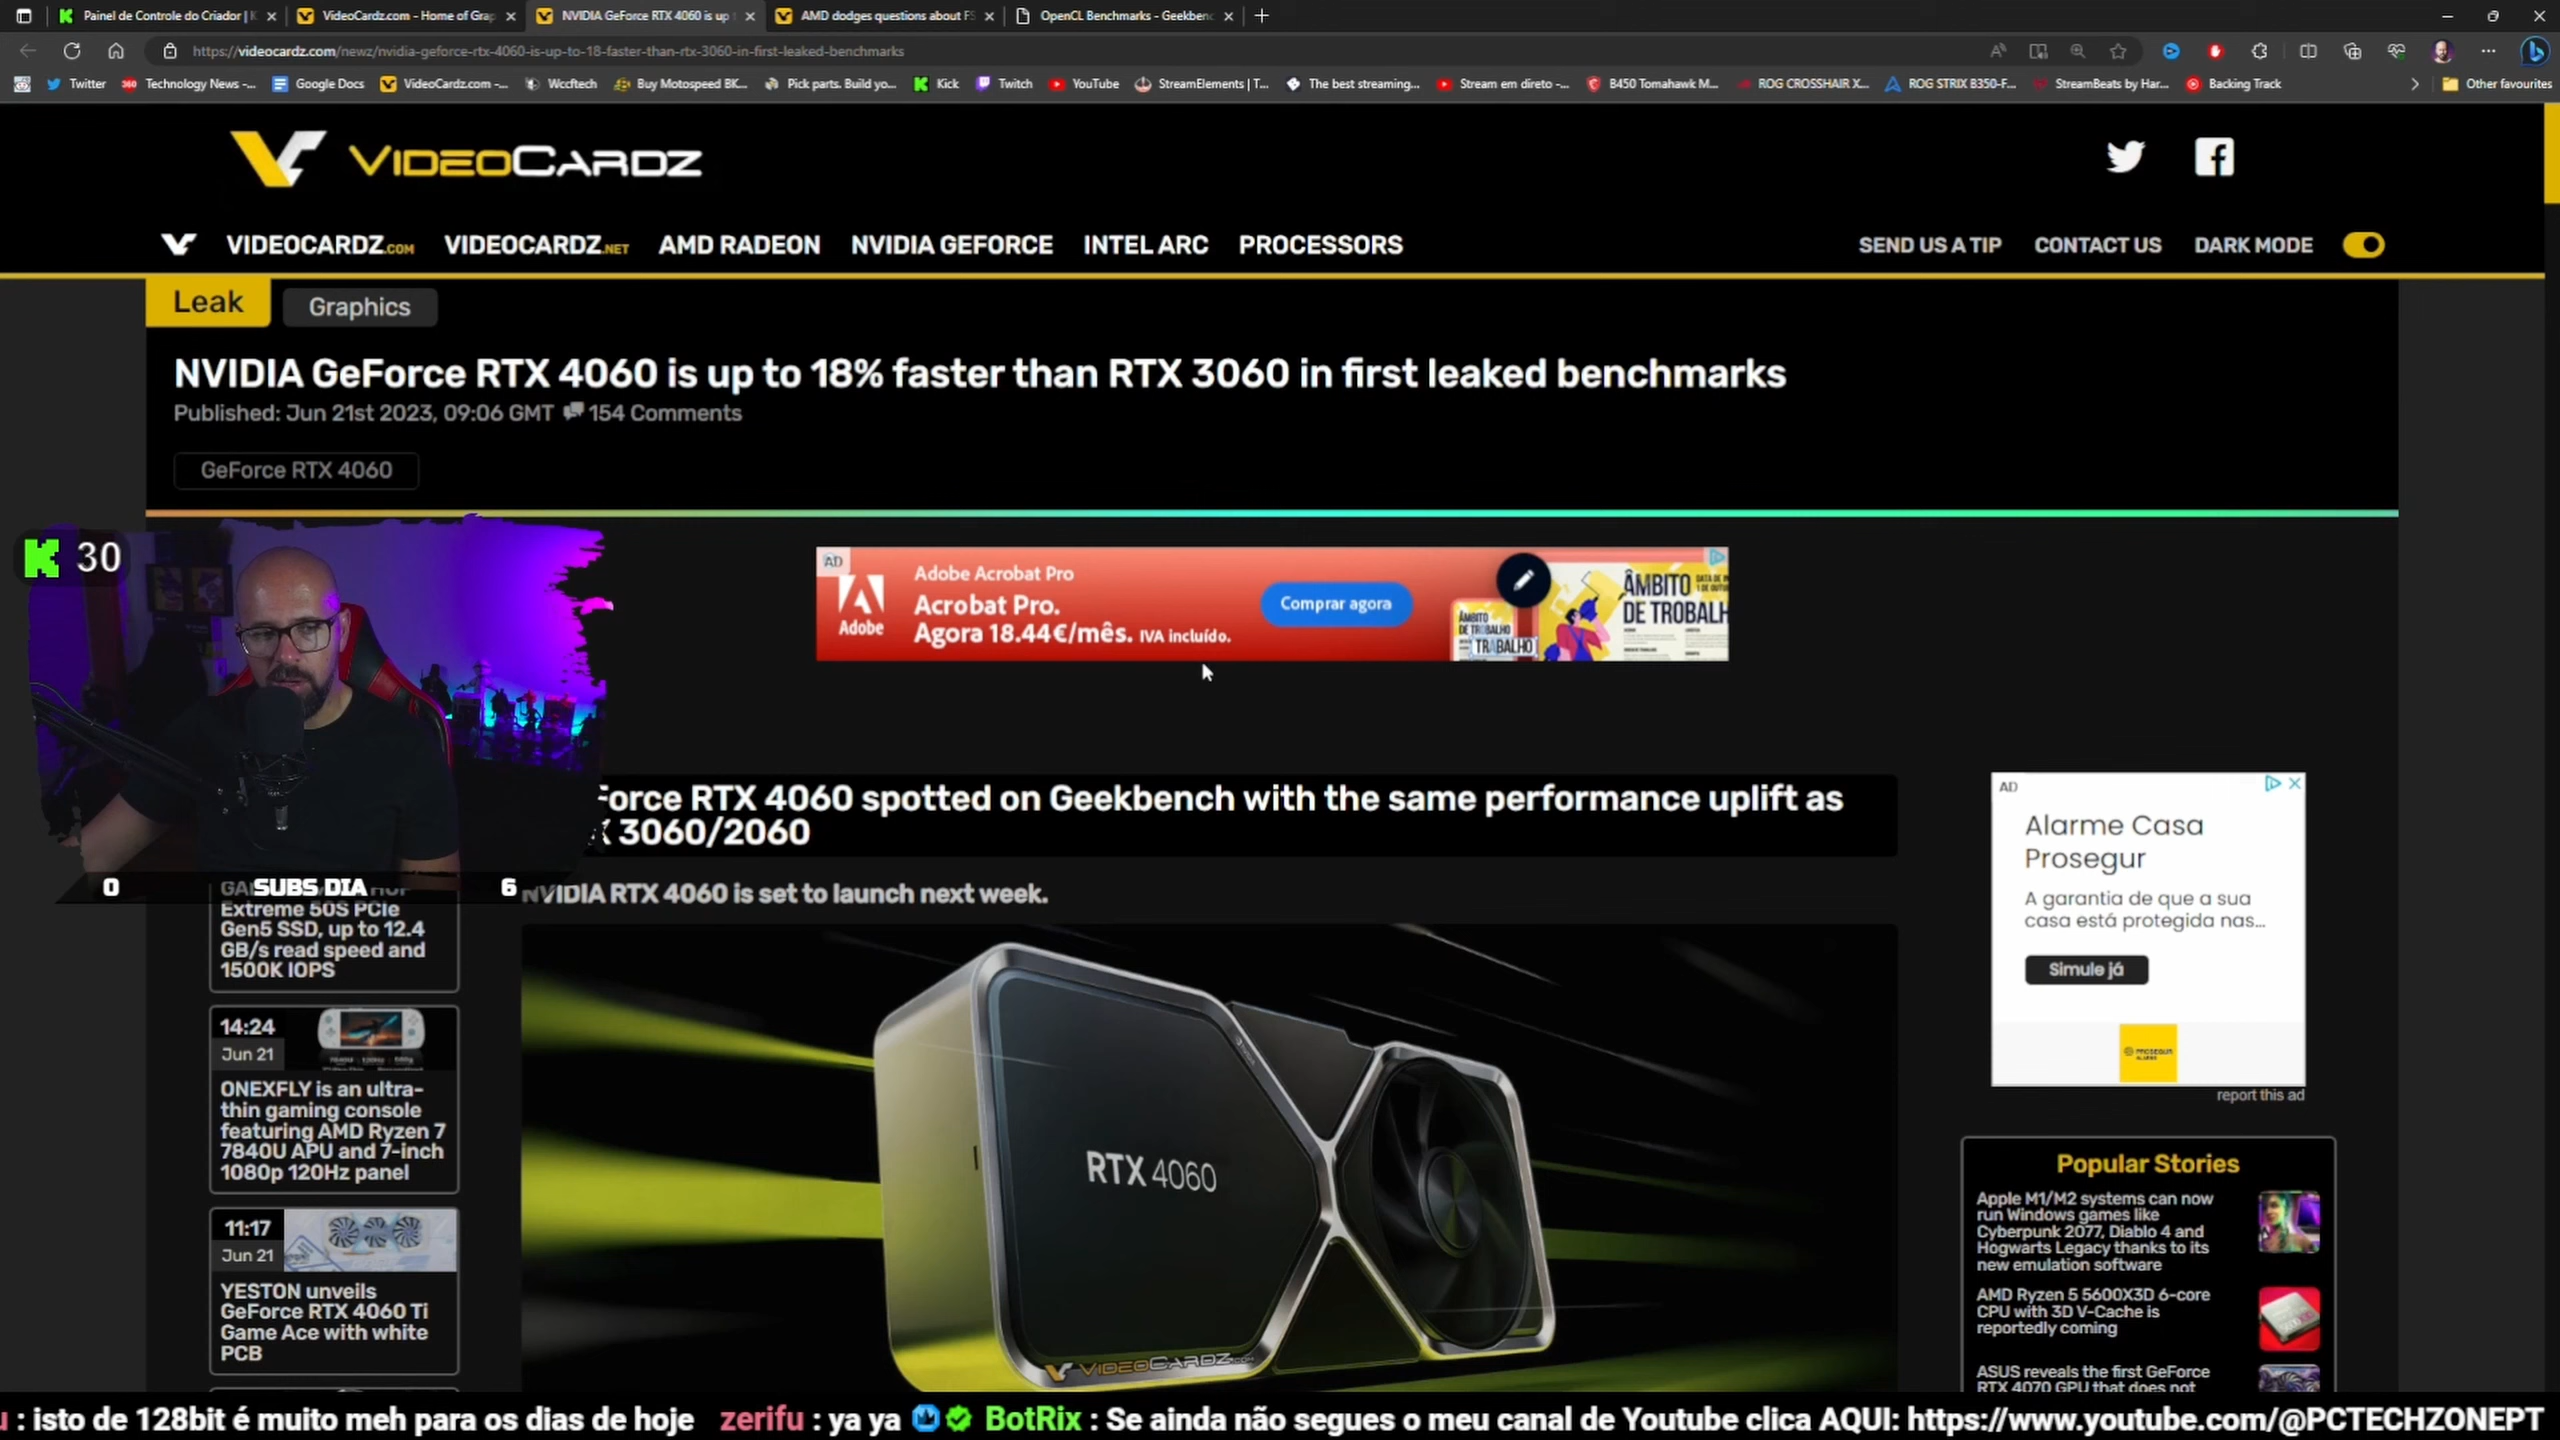 Painel de Controle do Criador | K
VideoCardz.com - Home of Grap
NVIDIA GeForce RTX 4060 is up
AMD dodges questions about FS
OpenCL Benchmarks - Geekbenc
https://videocardz.com/newz/nvidia-geforce-rtx-4060-is-up-to-18-faster-than-rtx-3060-in-first-leaked-benchmarks
Twitter
Technology News -...
Google Docs
VideoCardz.com -...
Wccftech
Buy Motospeed BK...
Pick parts. Build yo...
Kick
Twitch
YouTube
StreamElements | T...
The best streaming...
Stream em direto -...
B450 Tomahawk M...
ROG CROSSHAIR X...
ROG STRIX B350-F...
StreamBeats by Har...
Backing Track
Other favourites
VIDEOCARDZ
VIDEOCARDZ.COM VIDEOCARDZ.NET AMD RADEON NVIDIA GEFORCE INTEL ARC PROCESSORS
SEND US A TIP CONTACT US DARK MODE
Leak
Graphics
NVIDIA GeForce RTX 4060 is up to 18% faster than RTX 3060 in first leaked benchmarks
Published: Jun 21st 2023, 09:06 GMT 154 Comments
GeForce RTX 4060
K 30
AD
Adobe
Adobe Acrobat Pro
Acrobat Pro.
Agora 18.44€/mês. IVA incluído.
Comprar agora
ÂMBITO
DE TROBALH
TRABALHO
ÂMBITO
DE TROBALH
Force RTX 4060 spotted on Geekbench with the same performance uplift as
3060/2060
0 SUBS DIA 6
NVIDIA RTX 4060 is set to launch next week.
Extreme 50S PCIe
Gen5 SSD, up to 12.4
GB/s read speed and
1500K IOPS
14:24
Jun 21
ONEXFLY is an ultra-
thin gaming console
featuring AMD Ryzen 7
7840U APU and 7-inch
1080p 120Hz panel
11:17
Jun 21
YESTON unveils
GeForce RTX 4060 Ti
Game Ace with white
PCB
RTX 4060
VIDEOCARDZ.COM
AD
Alarme Casa
Prosegur
A garantia de que a sua
casa está protegida nas...
Simule já
PROSEGUR
report this ad
Popular Stories
Apple M1/M2 systems can now
run Windows games like
Cyberpunk 2077, Diablo 4 and
Hogwarts Legacy thanks to its
new emulation software
AMD Ryzen 5 5600X3D 6-core
CPU with 3D V-Cache is
reportedly coming
ASUS reveals the first GeForce
RTX 4070 GPU that does not
u : isto de 128bit é muito meh para os dias de hoje zerifu : ya ya BotRix : Se ainda não segues o meu canal de Youtube clica AQUI: https://www.youtube.com/@PCTECHZONEPT